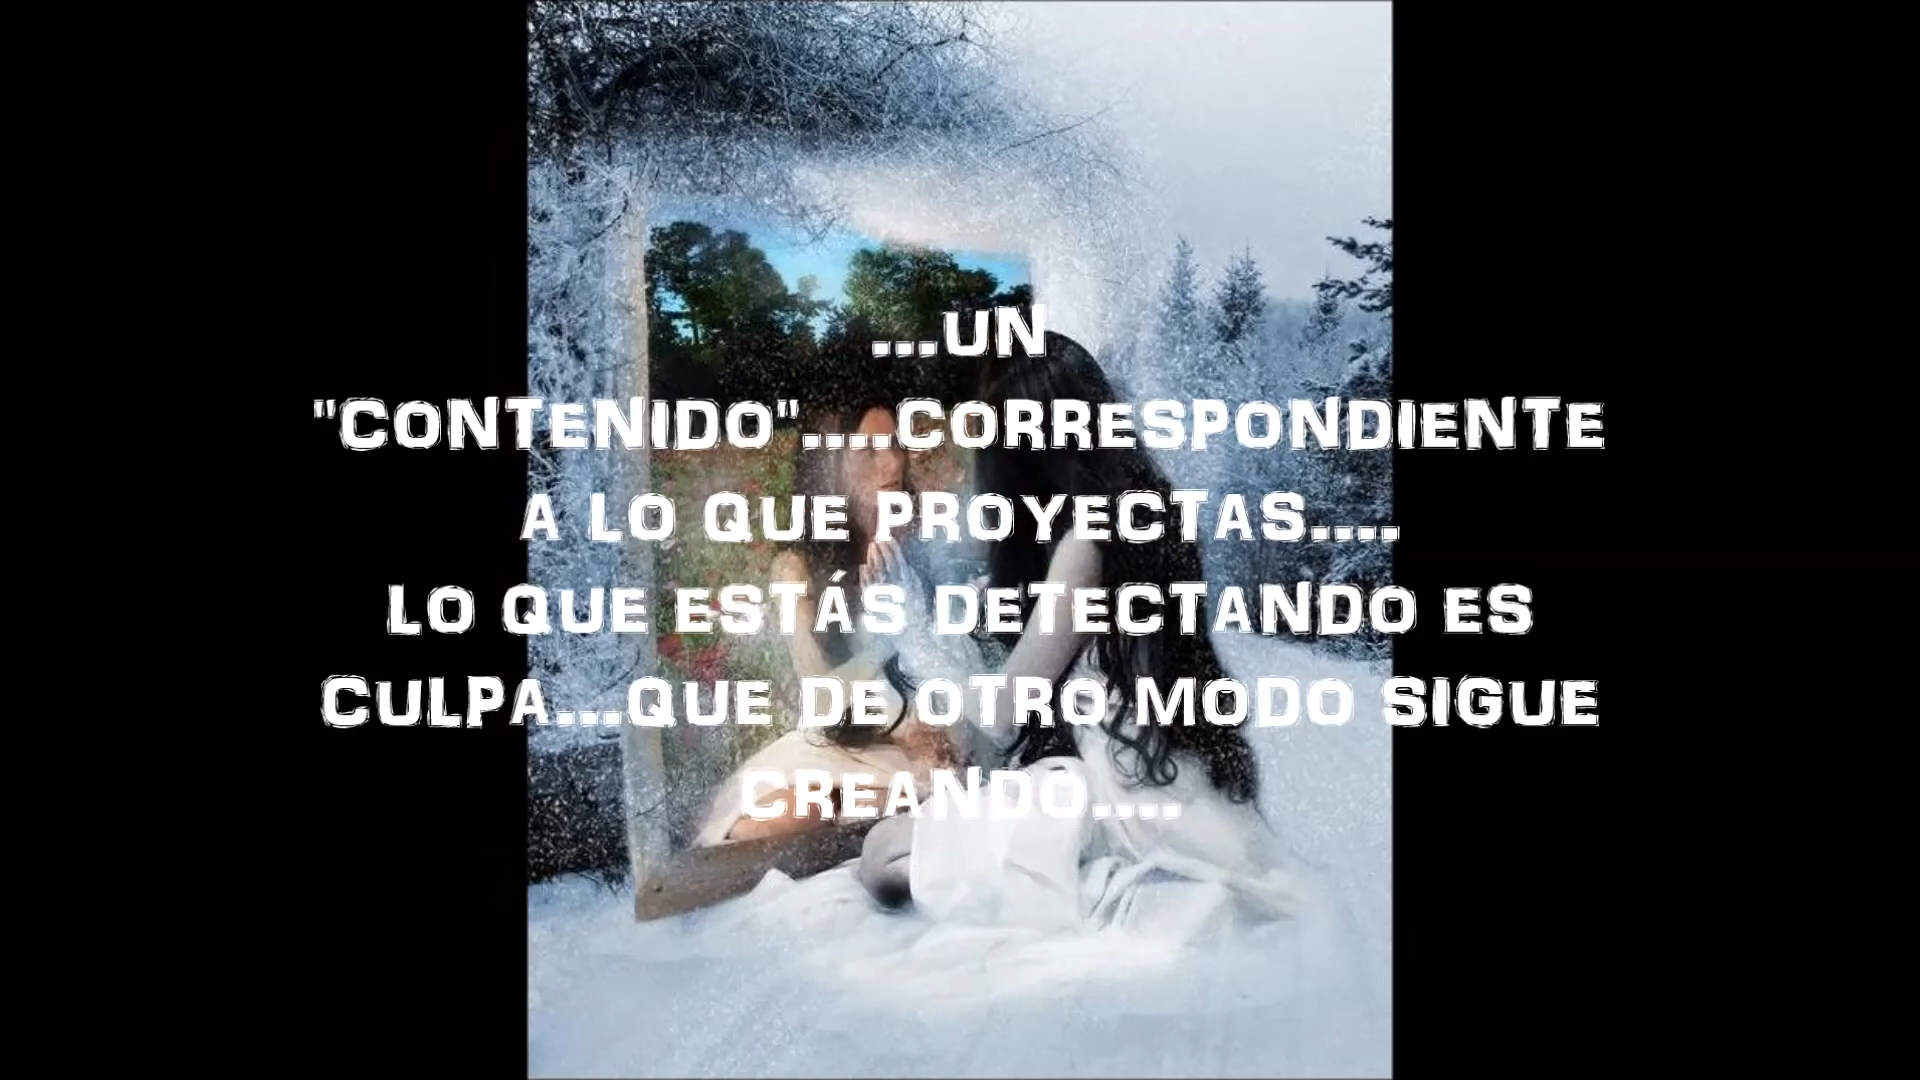 ...UN
"CONTENIDO"....CORRESPONDIENTE
A LO QUE PROYECTAS....
LO QUE ESTÁS DETECTANDO ES
CULPA...QUE DE OTRO MODO SIGUE
CREANDO....